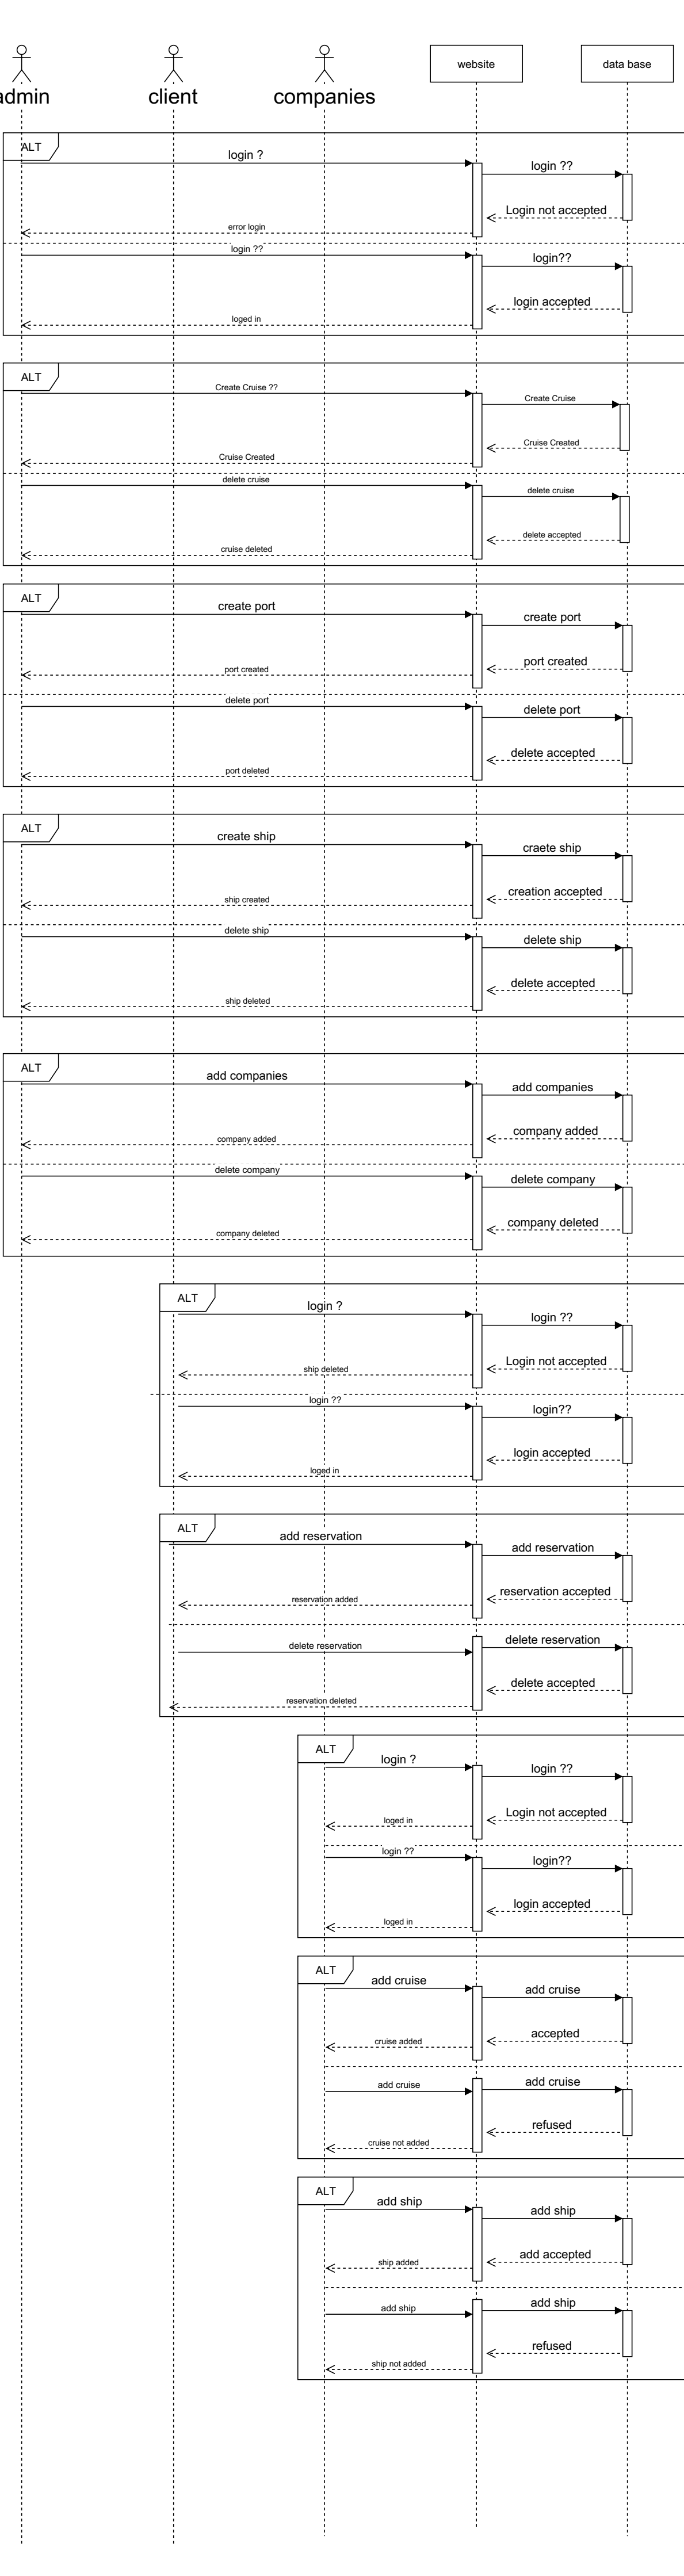 website
data base
admin
client
companies
ALT
login ?
login ??
Login not accepted
error login
login ??
login??
login accepted
loged in
ALT
Create Cruise ??
Create Cruise
Cruise Created
Cruise Created
delete cruise
delete cruise
delete accepted
cruise deleted
ALT
create port
create port
port created
port created
delete port
delete port
delete accepted
port deleted
ALT
create ship
craete ship
creation accepted
ship created
delete ship
delete ship
delete accepted
ship deleted
ALT
add companies
add companies
company added
company added
delete company
delete company
company deleted
company deleted
ALT
login ?
login ??
Login not accepted
ship deleted
login ??
login??
login accepted
loged in
ALT
add reservation
add reservation
reservation accepted
reservation added
delete reservation
delete reservation
delete accepted
reservation deleted
ALT
login ?
login ??
Login not accepted
loged in
login ??
login??
login accepted
loged in
ALT
add cruise
add cruise
accepted
cruise added
add cruise
add cruise
refused
cruise not added
ALT
add ship
add ship
add accepted
ship added
add ship
add ship
refused
ship not added